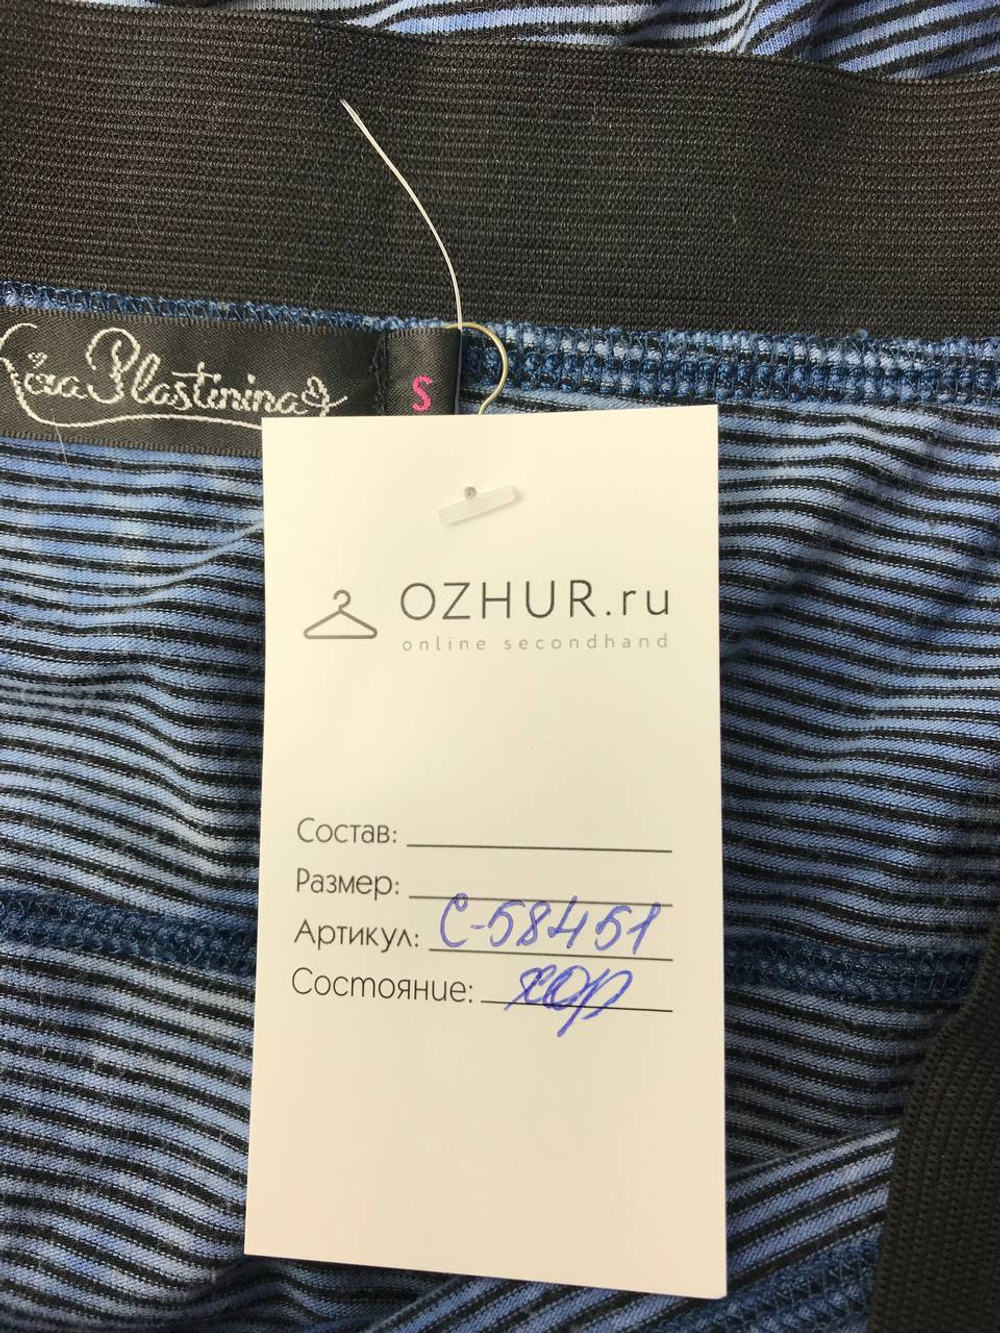 Kira Plastinina
S
OZHUR.ru
online secondhand
Состав:
Размер:
Артикул: С-58451
Состояние: хор